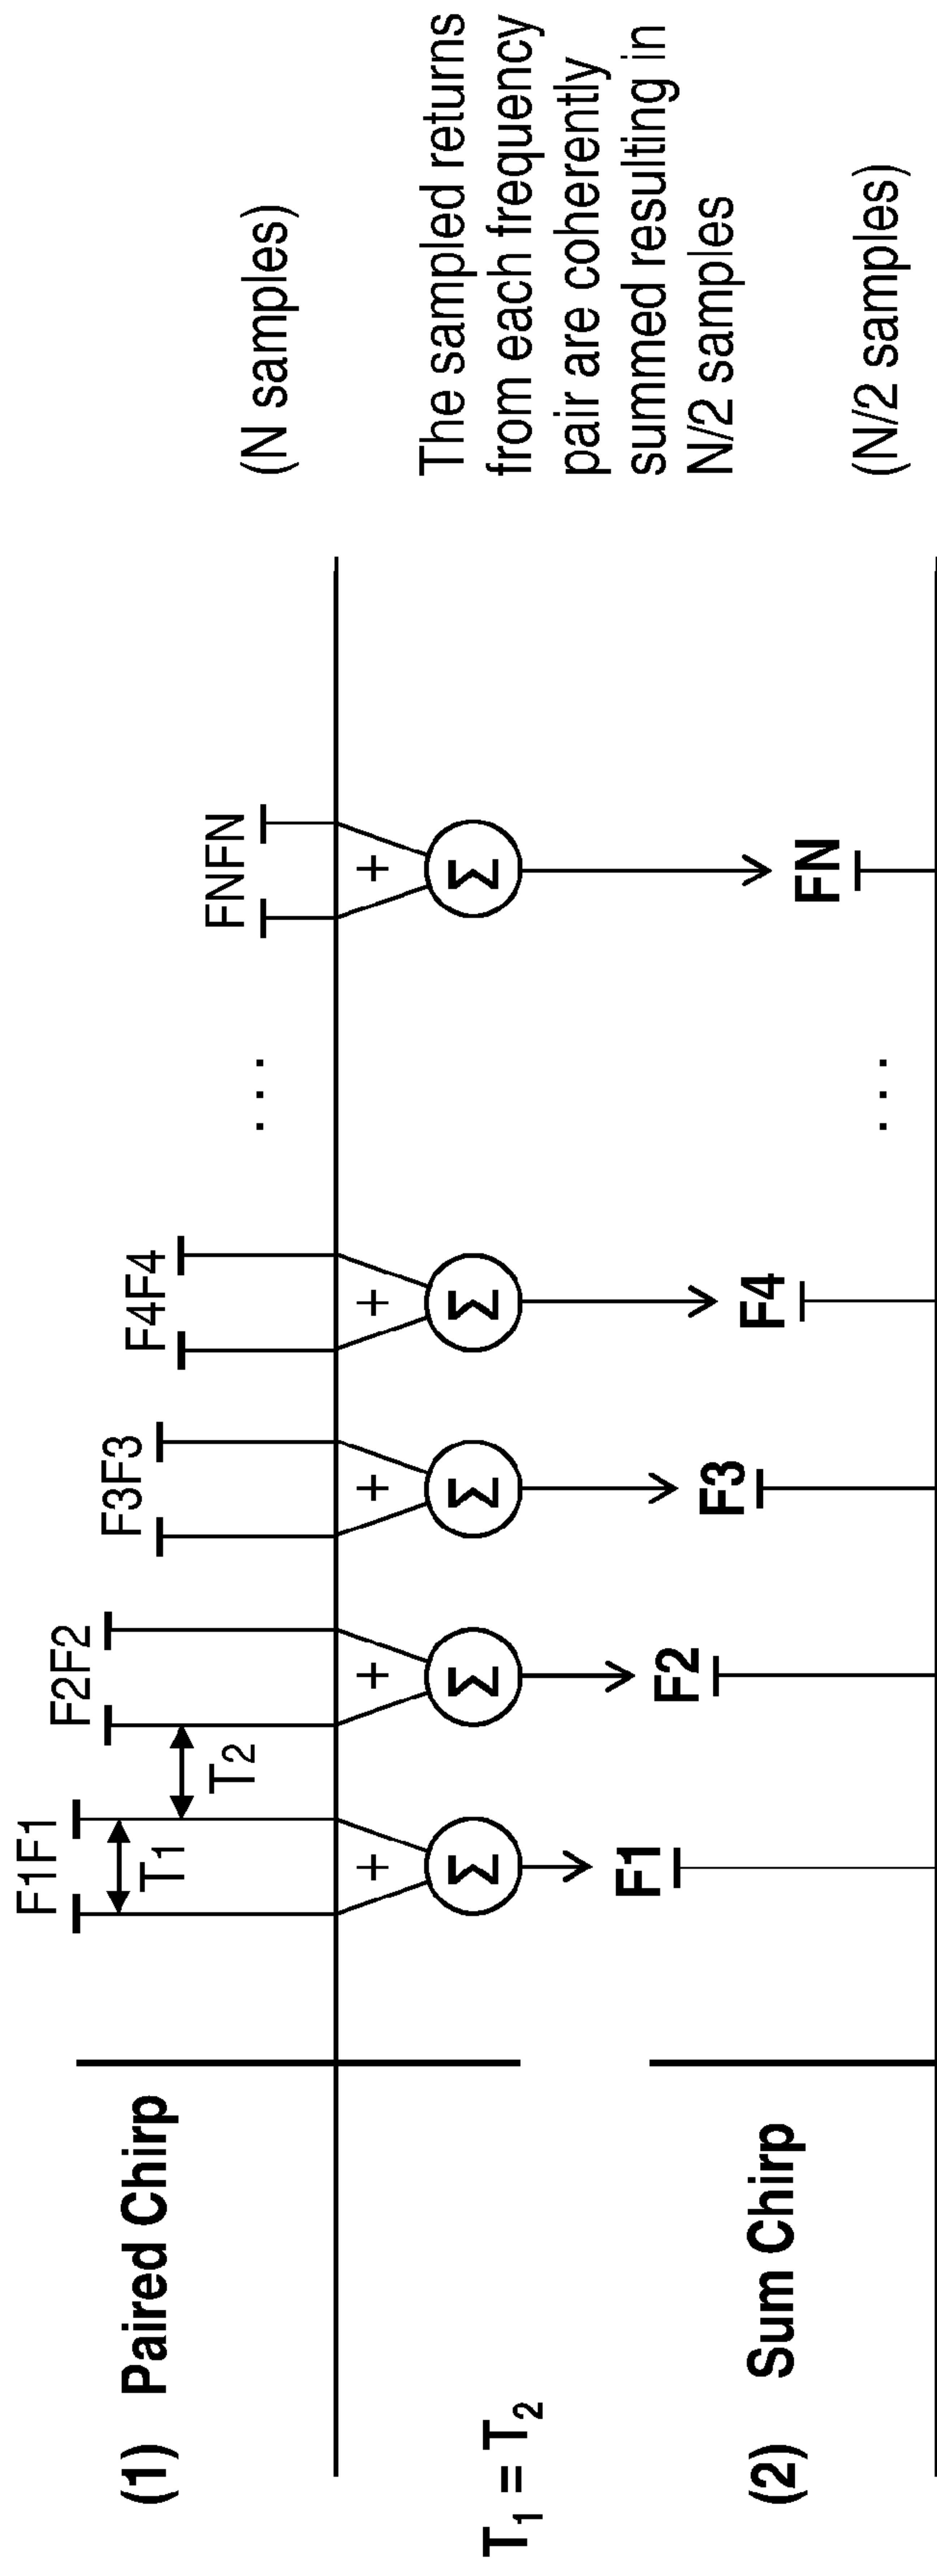 (1) Paired Chirp
F1F1
F2F2
F3F3
F4F4
. . .
FNFN
(N samples)
T1
T2
+
+
+
+
+
T1 = T2
Σ
Σ
Σ
Σ
Σ
The sampled returns
from each frequency
pair are coherently
summed resulting in
N/2 samples
(2) Sum Chirp
F1
F2
F3
F4
. . .
FN
(N/2 samples)